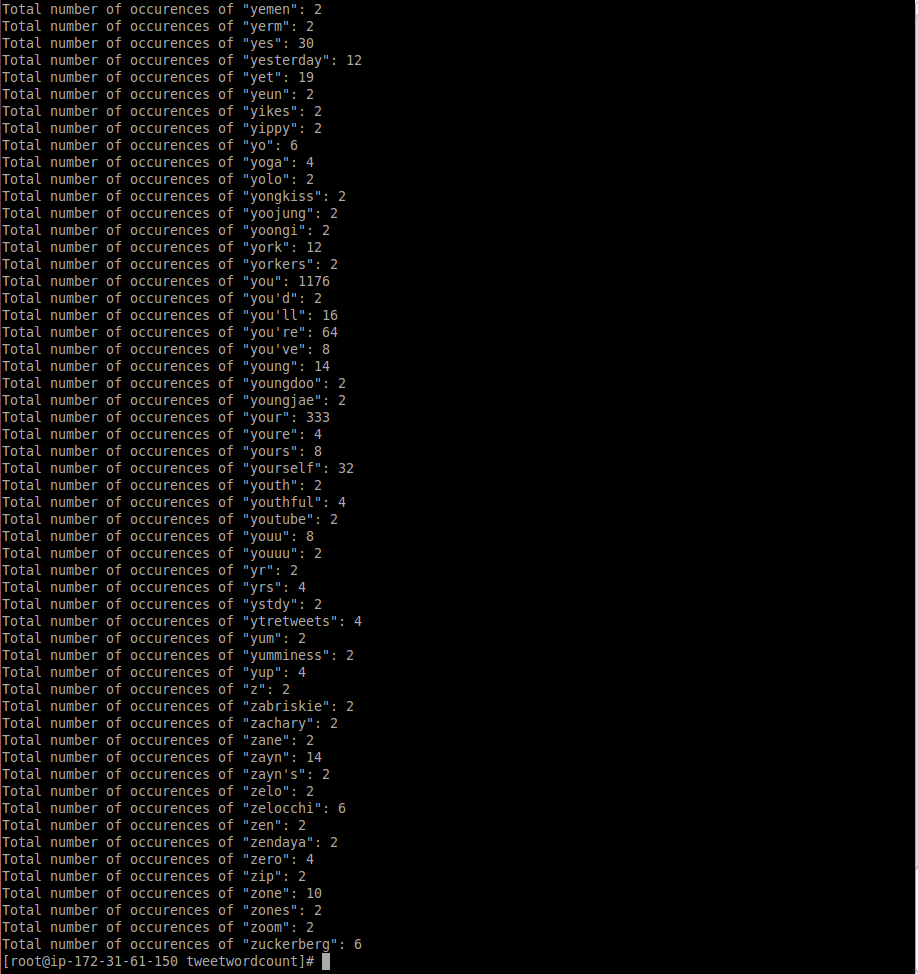 Total number of occurences of "yemen": 2
Total number of occurences of "yerm": 2
Total number of occurences of "yes": 30
Total number of occurences of "yesterday": 12
Total number of occurences of "yet": 19
Total number of occurences of "yeun": 2
Total number of occurences of "yikes": 2
Total number of occurences of "yippy": 2
Total number of occurences of "yo": 6
Total number of occurences of "yoga": 4
Total number of occurences of "yolo": 2
Total number of occurences of "yongkiss": 2
Total number of occurences of "yoojung": 2
Total number of occurences of "yoongi": 2
Total number of occurences of "york": 12
Total number of occurences of "yorkers": 2
Total number of occurences of "you": 1176
Total number of occurences of "you'd": 2
Total number of occurences of "you'll": 16
Total number of occurences of "you're": 64
Total number of occurences of "you've": 8
Total number of occurences of "young": 14
Total number of occurences of "youngdoo": 2
Total number of occurences of "youngjae": 2
Total number of occurences of "your": 333
Total number of occurences of "youre": 4
Total number of occurences of "yours": 8
Total number of occurences of "yourself": 32
Total number of occurences of "youth": 2
Total number of occurences of "youthful": 4
Total number of occurences of "youtube": 2
Total number of occurences of "youu": 8
Total number of occurences of "youuu": 2
Total number of occurences of "yr": 2
Total number of occurences of "yrs": 4
Total number of occurences of "ystdy": 2
Total number of occurences of "ytretweets": 4
Total number of occurences of "yum": 2
Total number of occurences of "yumminess": 2
Total number of occurences of "yup": 4
Total number of occurences of "z": 2
Total number of occurences of "zabriskie": 2
Total number of occurences of "zachary": 2
Total number of occurences of "zane": 2
Total number of occurences of "zayn": 14
Total number of occurences of "zayn's": 2
Total number of occurences of "zelo": 2
Total number of occurences of "zelocchi": 6
Total number of occurences of "zen": 2
Total number of occurences of "zendaya": 2
Total number of occurences of "zero": 4
Total number of occurences of "zip": 2
Total number of occurences of "zone": 10
Total number of occurences of "zones": 2
Total number of occurences of "zoom": 2
Total number of occurences of "zuckerberg": 6
[root@ip-172-31-61-150 tweetwordcount]#